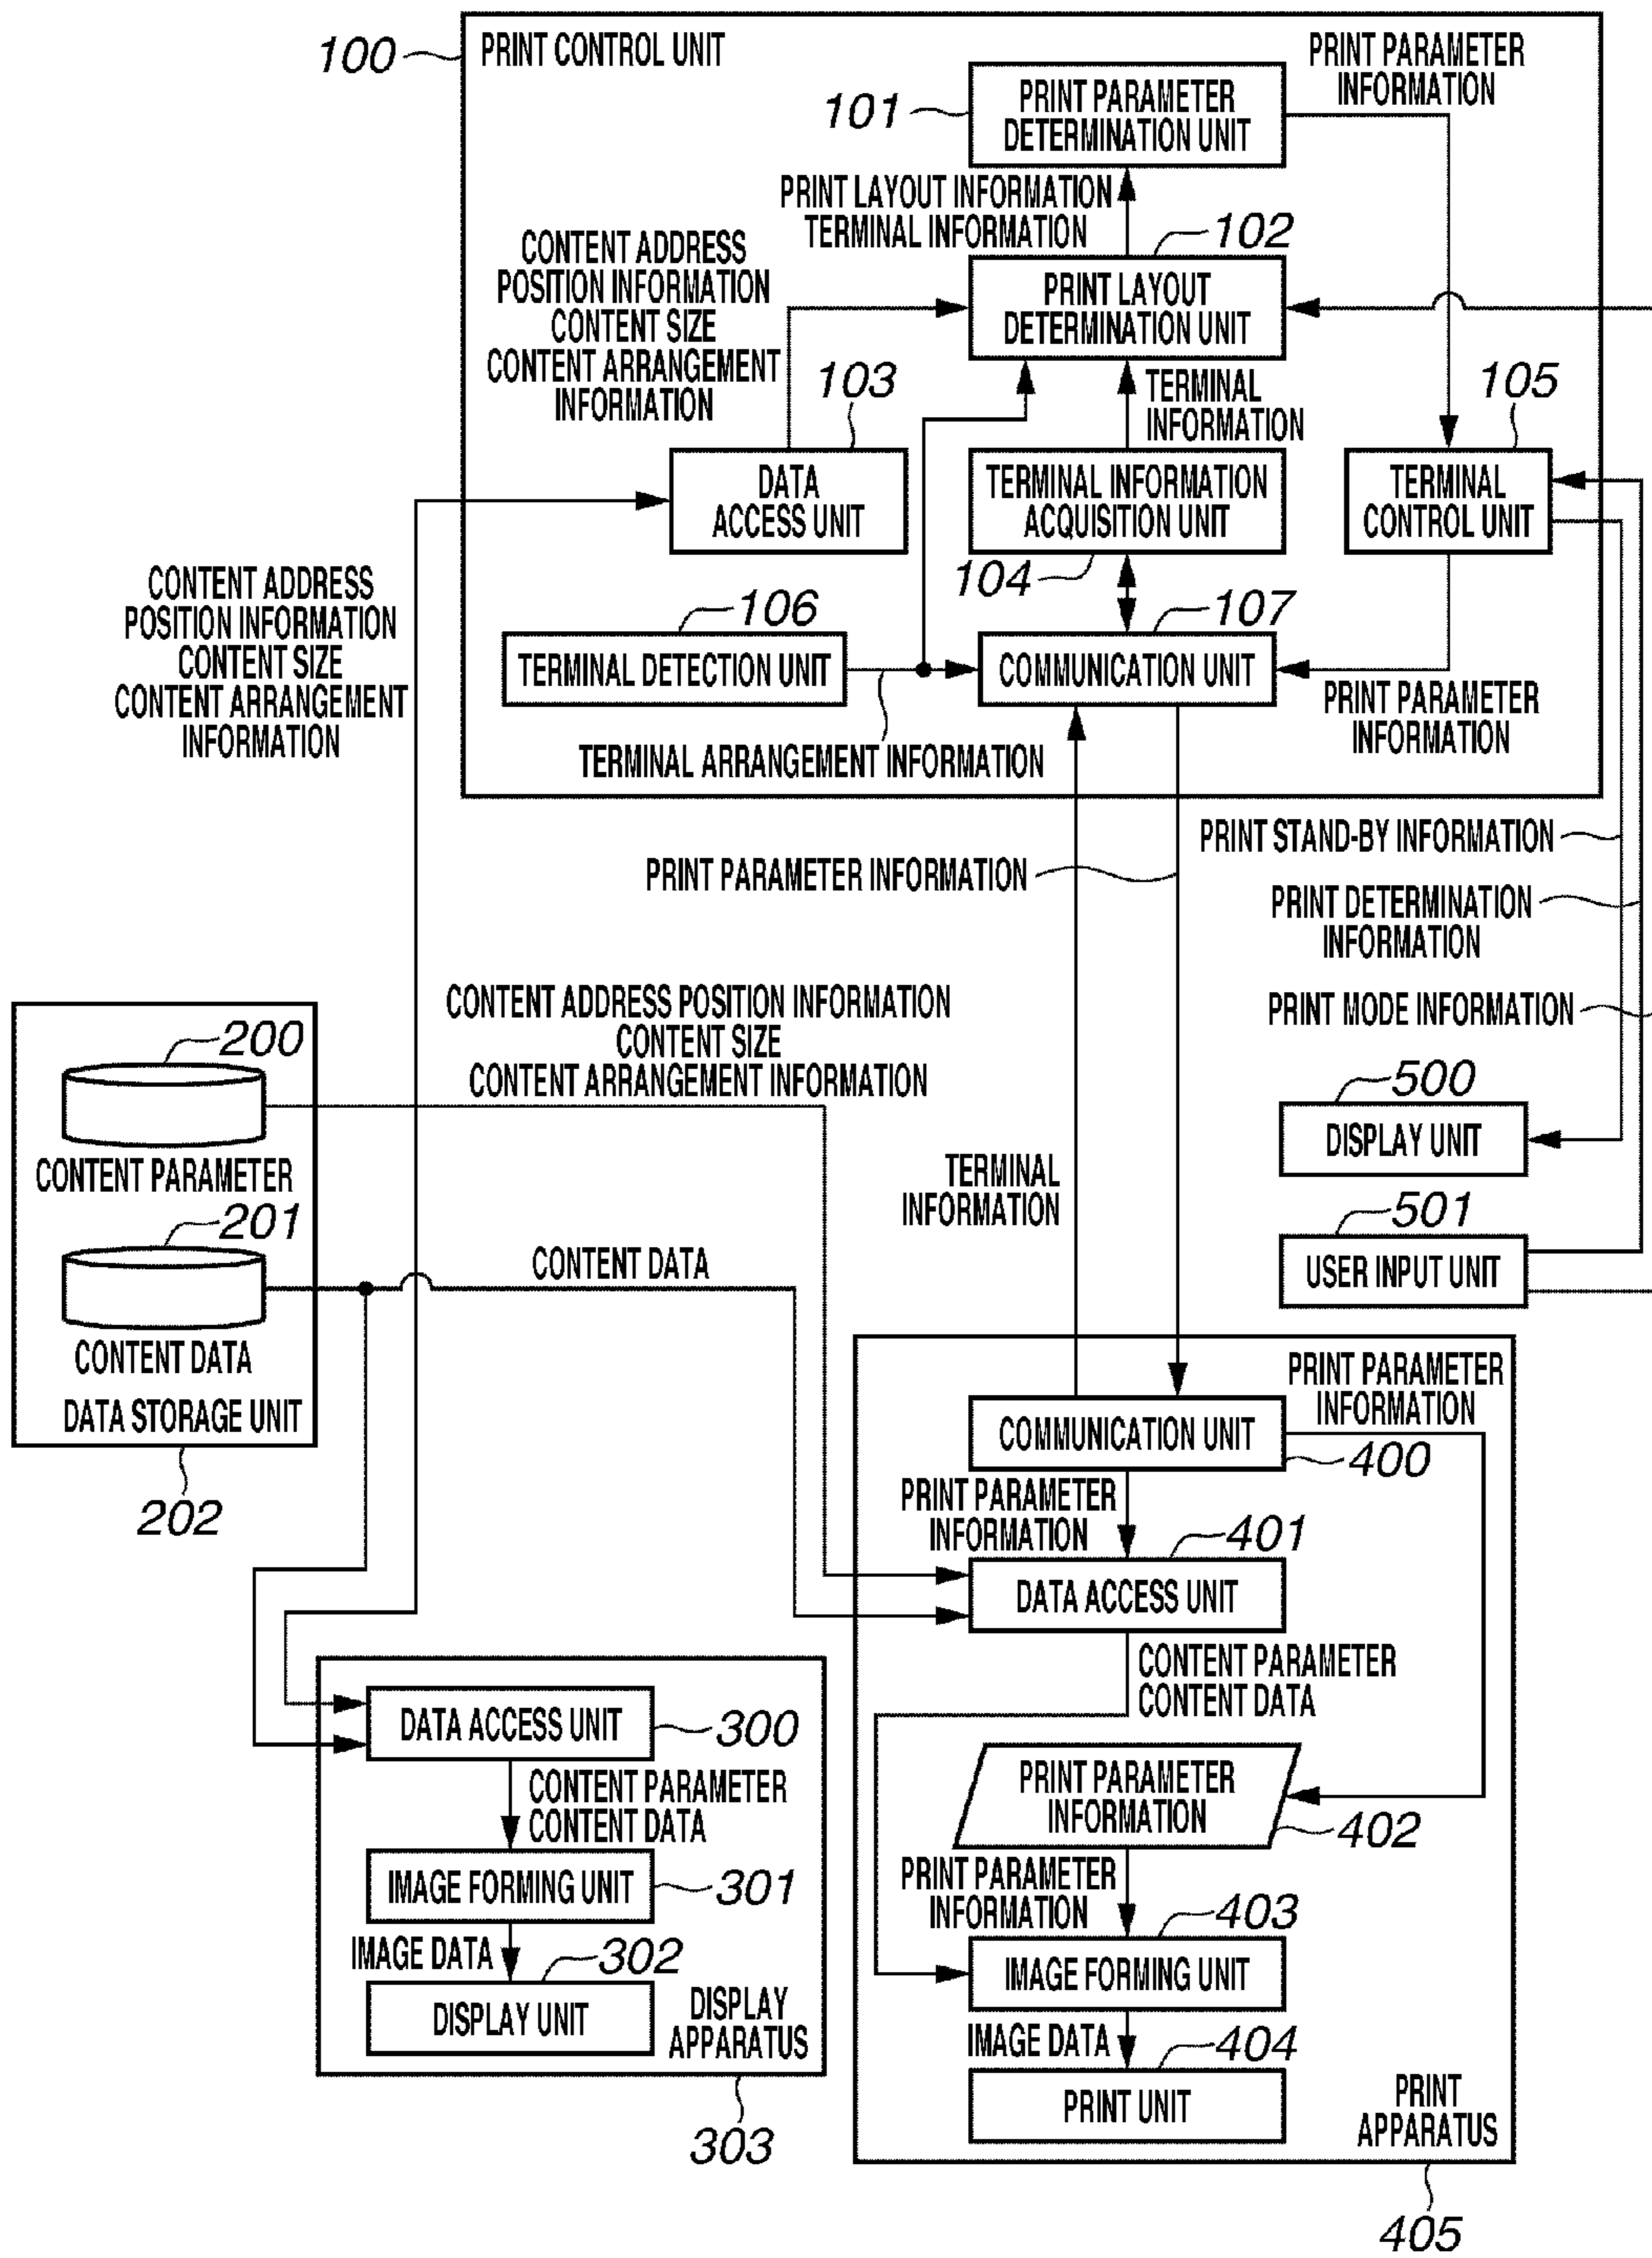 100
PRINT CONTROL UNIT
PRINT PARAMETER
INFORMATION
101
PRINT PARAMETER
DETERMINATION UNIT
PRINT LAYOUT INFORMATION
TERMINAL INFORMATION
102
CONTENT ADDRESS
POSITION INFORMATION
CONTENT SIZE
CONTENT ARRANGEMENT
INFORMATION
PRINT LAYOUT
DETERMINATION UNIT
103
TERMINAL
INFORMATION
105
DATA
ACCESS UNIT
TERMINAL INFORMATION
ACQUISITION UNIT
TERMINAL
CONTROL UNIT
104
CONTENT ADDRESS
POSITION INFORMATION
CONTENT SIZE
CONTENT ARRANGEMENT
INFORMATION
106
107
TERMINAL DETECTION UNIT
COMMUNICATION UNIT
PRINT PARAMETER
INFORMATION
TERMINAL ARRANGEMENT INFORMATION
PRINT STAND-BY INFORMATION
PRINT PARAMETER INFORMATION
PRINT DETERMINATION
INFORMATION
PRINT MODE INFORMATION
CONTENT ADDRESS POSITION INFORMATION
CONTENT SIZE
CONTENT ARRANGEMENT INFORMATION
200
CONTENT PARAMETER
201
CONTENT DATA
DATA STORAGE UNIT
202
500
DISPLAY UNIT
TERMINAL
INFORMATION
501
USER INPUT UNIT
CONTENT DATA
PRINT PARAMETER
INFORMATION
COMMUNICATION UNIT
400
PRINT PARAMETER
INFORMATION
401
DATA ACCESS UNIT
CONTENT PARAMETER
CONTENT DATA
DATA ACCESS UNIT
300
CONTENT PARAMETER
CONTENT DATA
IMAGE FORMING UNIT
301
IMAGE DATA
302
DISPLAY UNIT
DISPLAY
APPARATUS
303
PRINT PARAMETER
INFORMATION
402
PRINT PARAMETER
INFORMATION
403
IMAGE FORMING UNIT
IMAGE DATA
404
PRINT UNIT
PRINT
APPARATUS
405